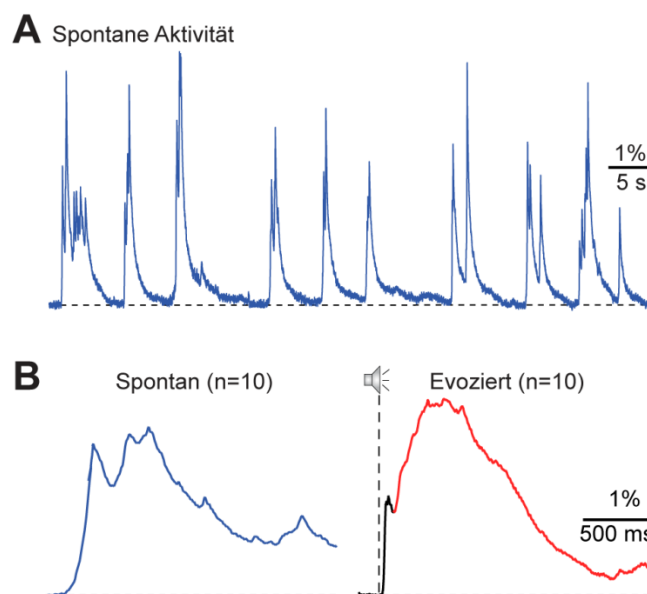 A Spontane Aktivität
1%
5 s
B Spontan (n=10) Evoziert (n=10)
1%
500 ms